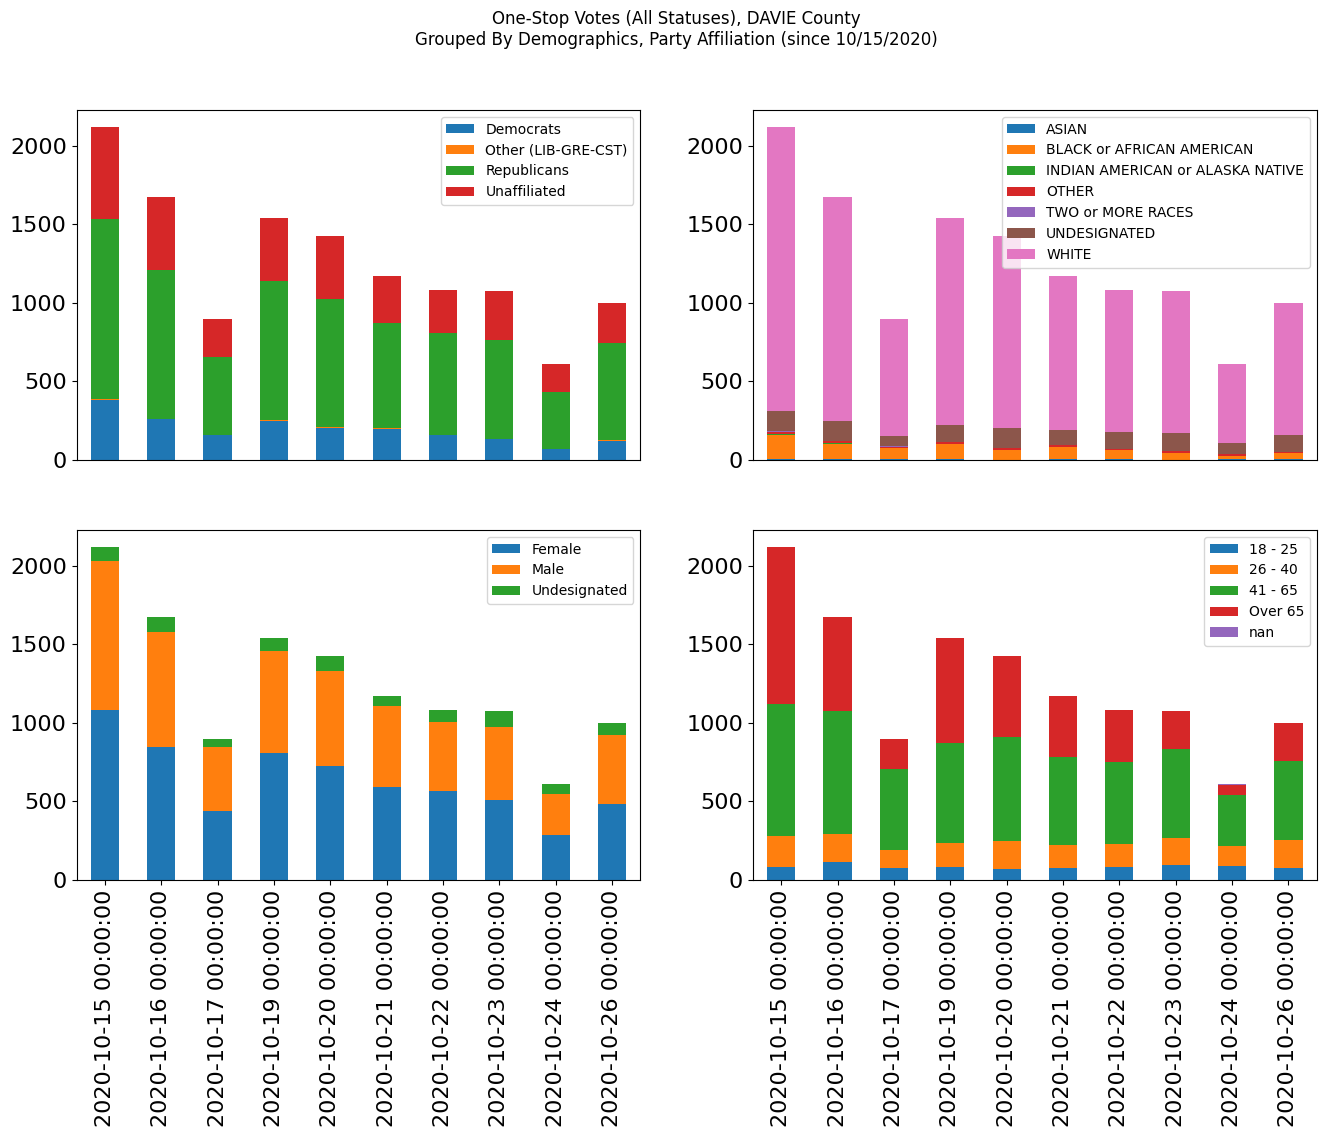 One-Stop Votes (All Statuses), DAVIE County
Grouped By Demographics, Party Affiliation (since 10/15/2020)
2000
1500
1000
500
0
Democrats
Other (LIB-GRE-CST)
Republicans
Unaffiliated
2000
1500
1000
500
0
ASIAN
BLACK or AFRICAN AMERICAN
INDIAN AMERICAN or ALASKA NATIVE
OTHER
TWO or MORE RACES
UNDESIGNATED
WHITE
2000
1500
1000
500
0
Female
Male
Undesignated
2020-10-15 00:00:00
2020-10-16 00:00:00
2020-10-17 00:00:00
2020-10-19 00:00:00
2020-10-20 00:00:00
2020-10-21 00:00:00
2020-10-22 00:00:00
2020-10-23 00:00:00
2020-10-24 00:00:00
2020-10-26 00:00:00
2000
1500
1000
500
0
18 - 25
26 - 40
41 - 65
Over 65
nan
2020-10-15 00:00:00
2020-10-16 00:00:00
2020-10-17 00:00:00
2020-10-19 00:00:00
2020-10-20 00:00:00
2020-10-21 00:00:00
2020-10-22 00:00:00
2020-10-23 00:00:00
2020-10-24 00:00:00
2020-10-26 00:00:00